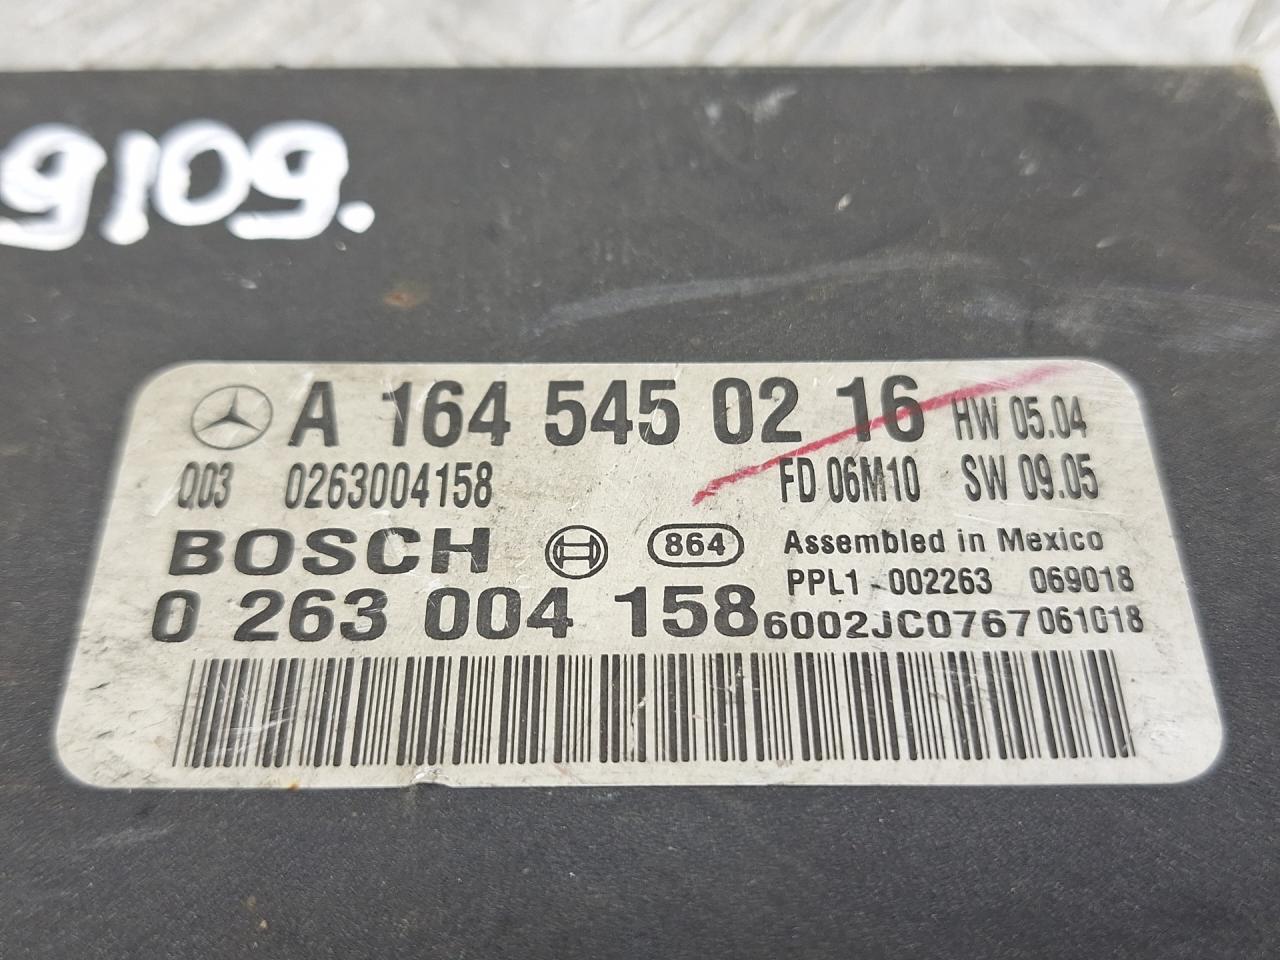 A 164 545 02 16 HW 05.04
Q03 0263004158 FD 06M10 SW 09.05
BOSCH 864 Assembled in Mexico
PPL1-002263 069018
0 263 004 158 6002JC0767 061018